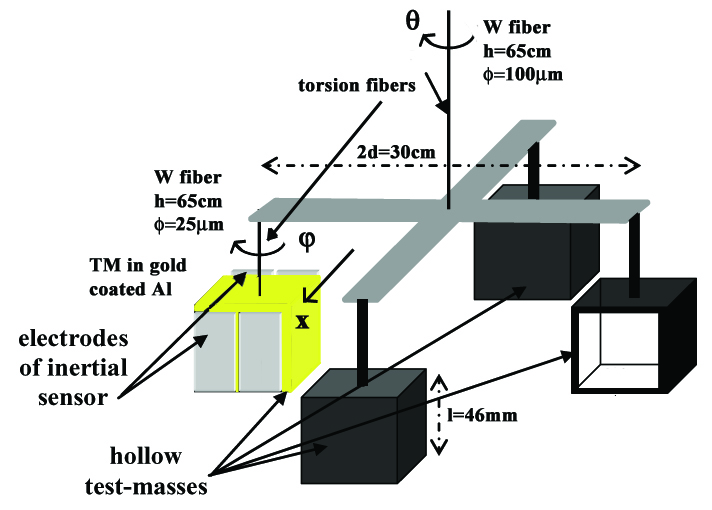 θ
W fiber
h=65cm
ϕ=100μm
torsion fibers
2d=30cm
W fiber
h=65cm
ϕ=25μm
φ
TM in gold
coated Al
x
electrodes
of inertial
sensor
l=46mm
hollow
test-masses